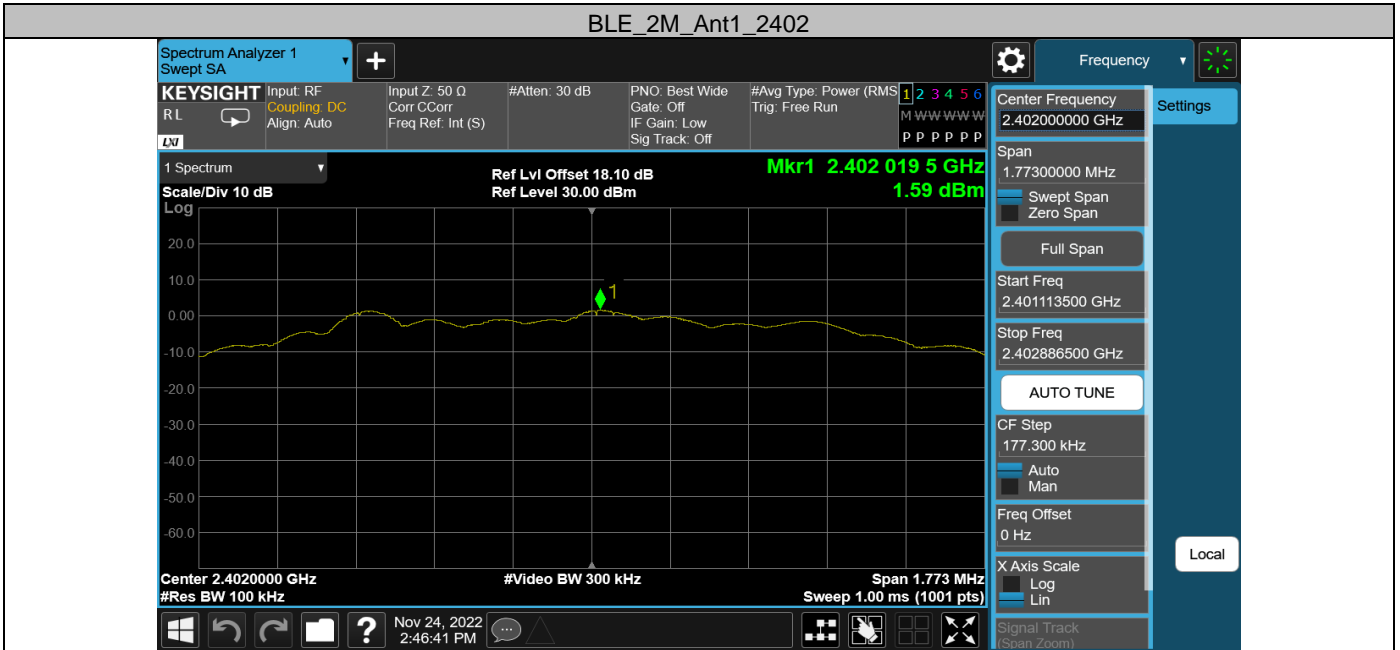 BLE_2M_Ant1_2402
Spectrum Analyzer 1
Swept SA
+
Frequency
KEYSIGHT
RL
LXI
Input: RF
Coupling: DC
Align: Auto
Input Z: 50 Ω
Corr CCorr
Freq Ref: Int (S)
#Atten: 30 dB
PNO: Best Wide
Gate: Off
IF Gain: Low
Sig Track: Off
#Avg Type: Power (RMS
Trig: Free Run
1 2 3 4 5 6
M W W W W W
P P P P P P
1 Spectrum
Scale/Div 10 dB
Log
Ref Lvl Offset 18.10 dB
Ref Level 30.00 dBm
Mkr1 2.402 019 5 GHz
1.59 dBm
20.0
10.0
0.00
-10.0
-20.0
-30.0
-40.0
-50.0
-60.0
1
Center 2.4020000 GHz
#Res BW 100 kHz
#Video BW 300 kHz
Span 1.773 MHz
Sweep 1.00 ms (1001 pts)
?
Nov 24, 2022
2:46:41 PM
Center Frequency
2.402000000 GHz
Settings
Span
1.77300000 MHz
Swept Span
Zero Span
Full Span
Start Freq
2.401113500 GHz
Stop Freq
2.402886500 GHz
AUTO TUNE
CF Step
177.300 kHz
Auto
Man
Freq Offset
0 Hz
Local
X Axis Scale
Log
Lin
Signal Track
(Span Zoom)